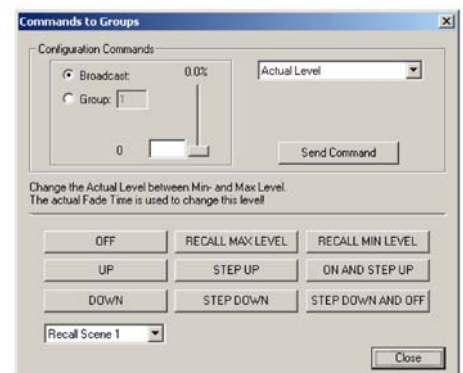 Commands to Groups
Configuration Commands
Broadcast: 0.0% Actual Level
Group: 1
0
Send Command
Change the Actual Level between Min- and Max Level.
The actual Fade Time is used to change this level!
OFF RECALL MAX LEVEL RECALL MIN LEVEL
UP STEP UP ON AND STEP UP
DOWN STEP DOWN STEP DOWN AND OFF
Recall Scene 1
Close